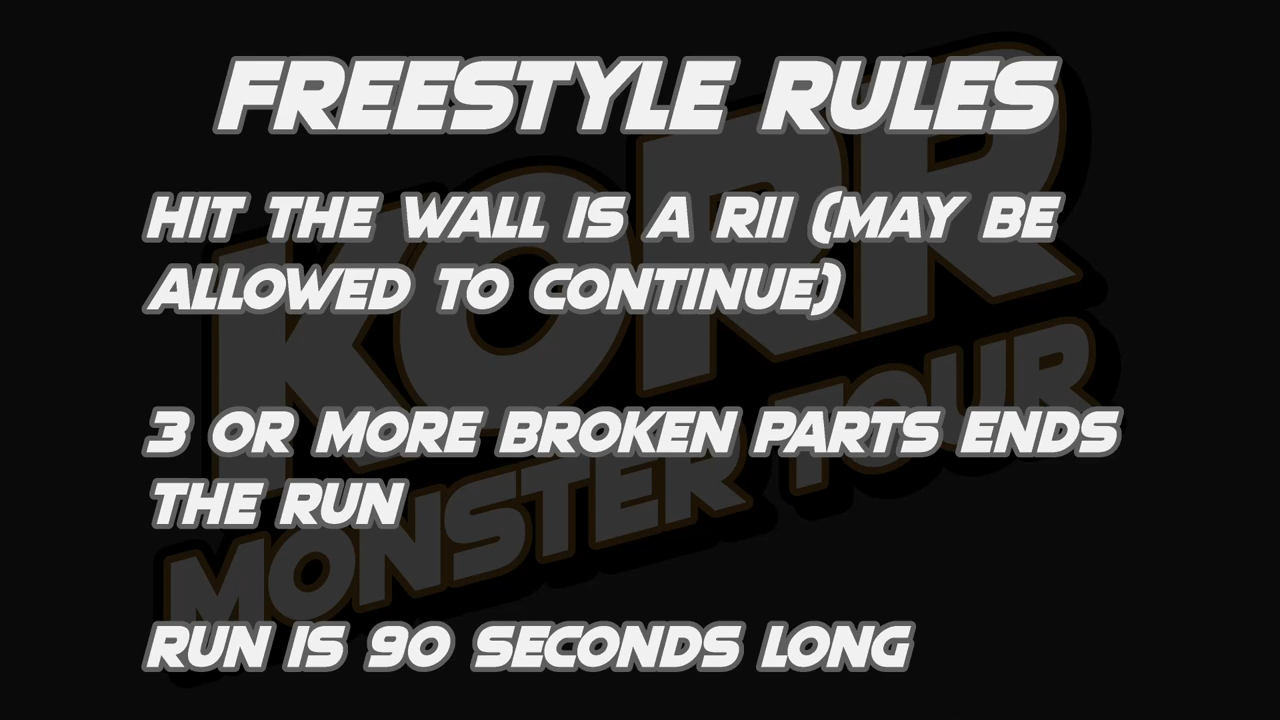 FREESTYLE RULES
HIT THE WALL IS A RII (MAY BE
ALLOWED TO CONTINUE)
3 OR MORE BROKEN PARTS ENDS
THE RUN
RUN IS 90 SECONDS LONG
KORR
MONSTER TOUR